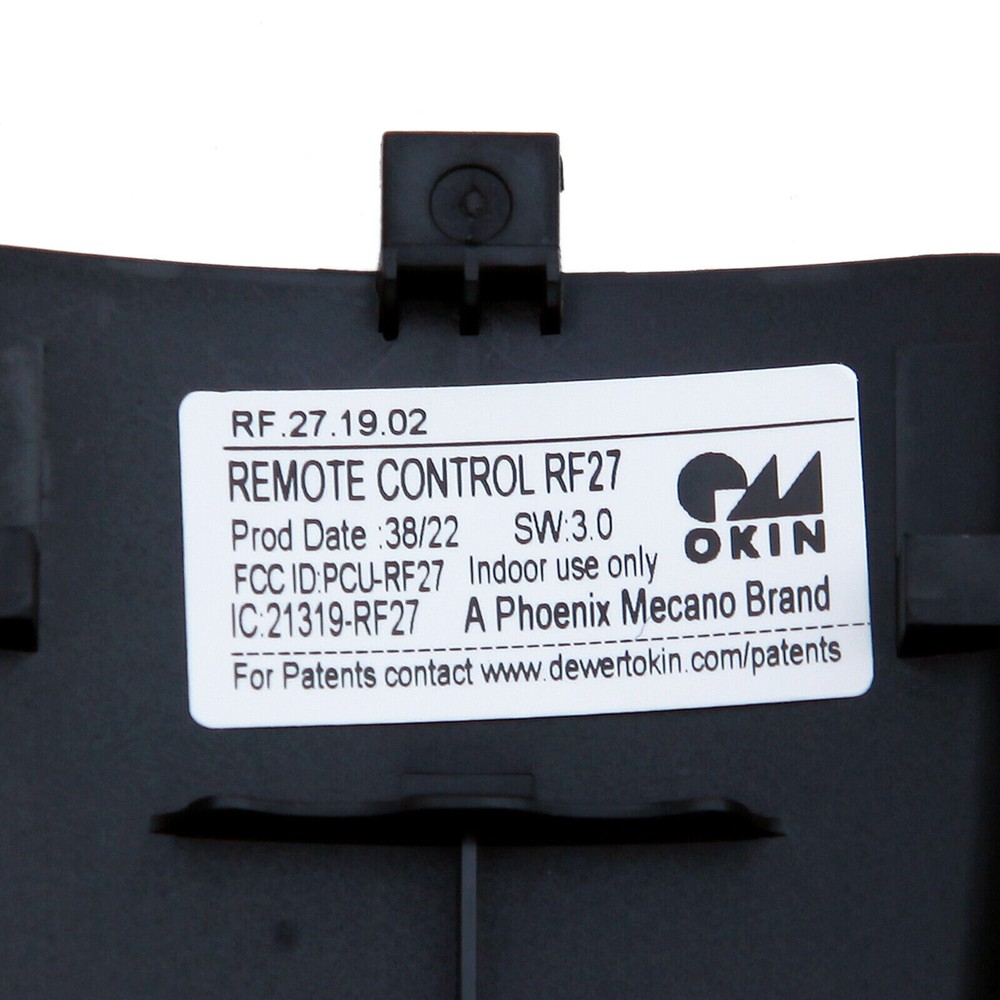 RF.27.19.02
REMOTE CONTROL RF27
Prod Date :38/22 SW:3.0
OKIN
FCC ID:PCU-RF27 Indoor use only
IC:21319-RF27 A Phoenix Mecano Brand
For Patents contact www.dewertokin.com/patents